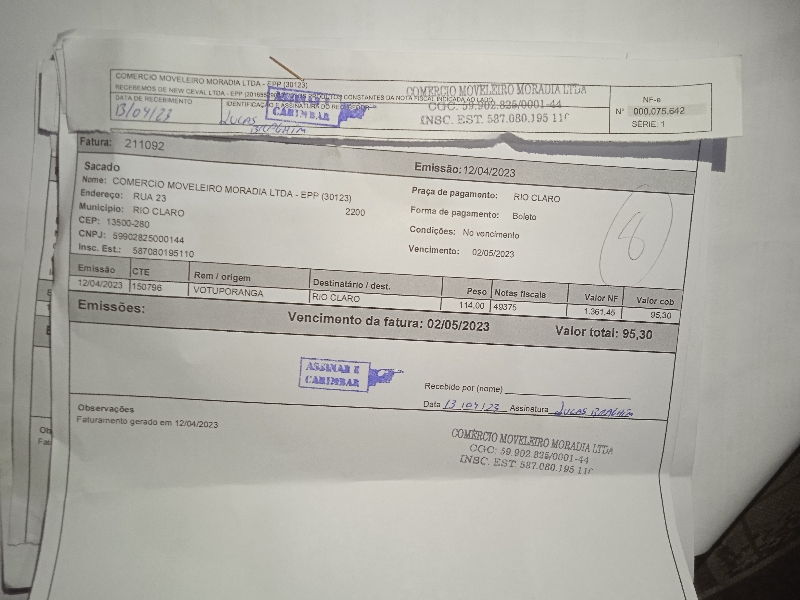 COMERCIO MOVELEIRO MORADIA LTDA - EPP (30123)
RECEBEMOS DE NEW CEVAL LTDA - EPP CONSTANTES DA NOTA FISCAL INDICADA AO LADO
DATA DE RECEBIMENTO
IDENTIFICAÇÃO E ASSINATURA DO RECEBEDOR
13/04/23
LUCAS
ASSINAR E
CARIMBAR
COMÉRCIO MOVELEIRO MORADIA LTDA
CGC: 59.902.825/0001-44
INSC. EST. 587.080.195 110
NF-e
N° 000.075.642
SÉRIE: 1
Fatura: 211092
Emissão: 12/04/2023
Sacado
Nome: COMERCIO MOVELEIRO MORADIA LTDA - EPP (30123)
Endereço: RUA 23 2200
Município: RIO CLARO
CEP: 13500-280
CNPJ: 59902825000144
Insc. Est.: 587080195110
Praça de pagamento: RIO CLARO
Forma de pagamento: Boleto
Condições: No vencimento
Vencimento: 02/05/2023
8
Emissão CTE Rem / origem Destinatário / dest. Peso Notas fiscais Valor NF Valor cob
12/04/2023 150796 VOTUPORANGA RIO CLARO 114,00 49375 1.361,45 95,30
Emissões: Vencimento da fatura: 02/05/2023 Valor total: 95,30
ASSINAR E
CARIMBAR
Recebido por (nome)
Data 13/04/23 Assinatura LUCAS
Observações
Faturamento gerado em 12/04/2023
COMÉRCIO MOVELEIRO MORADIA LTDA
CGC: 59.902.825/0001-44
INSC. EST. 587.080.195 110